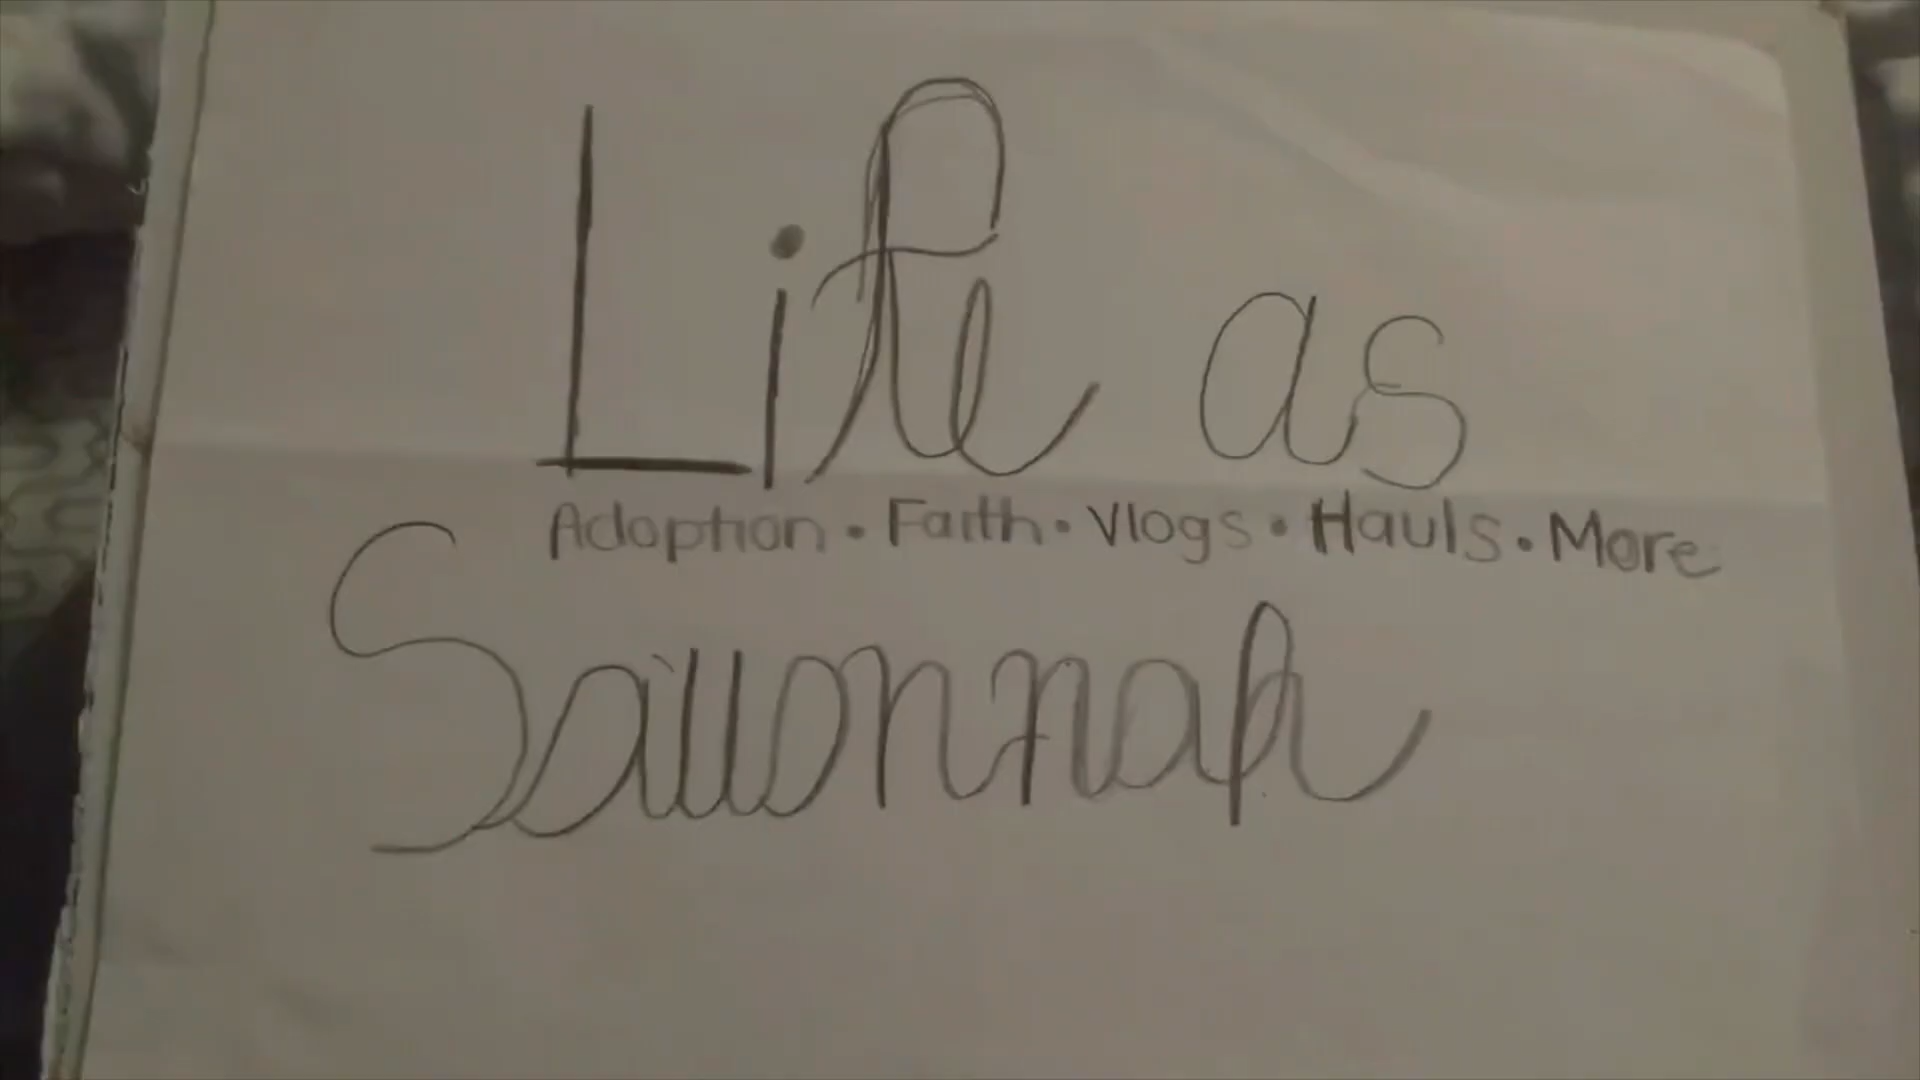 Life as
Adoption • Faith • Vlogs • Hauls • More
Savannah